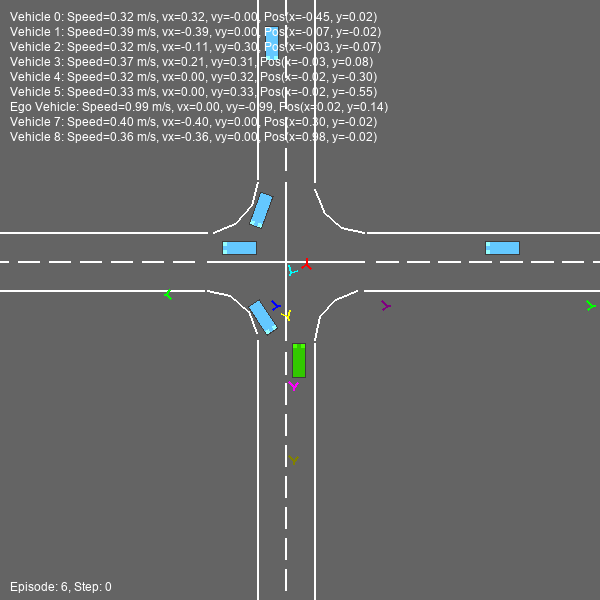 Vehicle 0: Speed=0.32 m/s, vx=0.32, vy=-0.00, Pos(x=-0.45, y=0.02)
Vehicle 1: Speed=0.39 m/s, vx=-0.39, vy=0.00, Pos(x=-0.07, y=-0.02)
Vehicle 2: Speed=0.32 m/s, vx=-0.11, vy=0.30, Pos(x=-0.03, y=-0.07)
Vehicle 3: Speed=0.37 m/s, vx=0.21, vy=0.31, Pos(x=-0.03, y=0.08)
Vehicle 4: Speed=0.32 m/s, vx=0.00, vy=0.32, Pos(x=-0.02, y=-0.30)
Vehicle 5: Speed=0.33 m/s, vx=0.00, vy=0.33, Pos(x=-0.02, y=-0.55)
Ego Vehicle: Speed=0.99 m/s, vx=0.00, vy=-0.99, Pos(x=0.02, y=0.14)
Vehicle 7: Speed=0.40 m/s, vx=-0.40, vy=0.00, Pos(x=0.30, y=-0.02)
Vehicle 8: Speed=0.36 m/s, vx=-0.36, vy=0.00, Pos(x=0.98, y=-0.02)
Episode: 6, Step: 0